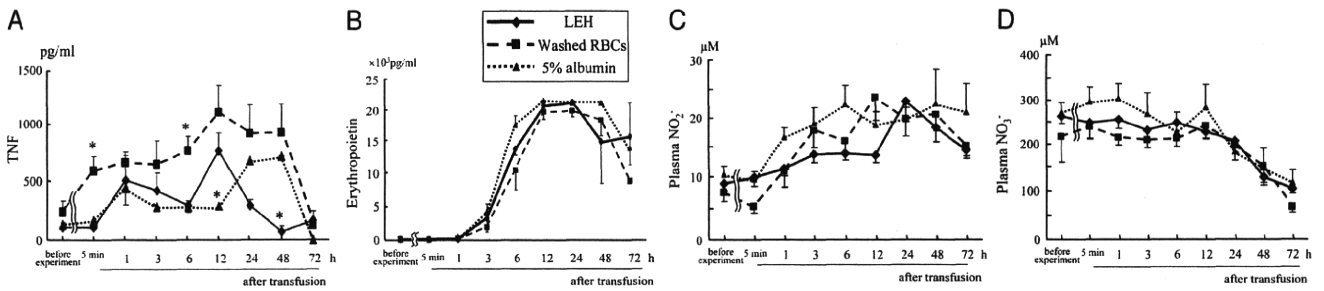 A
pg/ml
1500
1000
500
0
TNF
*
*
*
*
before experiment 5 min 1 3 6 12 24 48 72 h
after transfusion
B
×10³pg/ml
25
20
15
10
5
0
Erythropoietin
LEH
Washed RBCs
5% albumin
before experiment 5 min 1 3 6 12 24 48 72 h
after transfusion
C
µM
30
20
10
0
Plasma NO₂⁻
before experiment 5 min 1 3 6 12 24 48 72 h
after transfusion
D
µM
400
300
200
100
0
Plasma NO₃⁻
before experiment 5 min 1 3 6 12 24 48 72 h
after transfusion